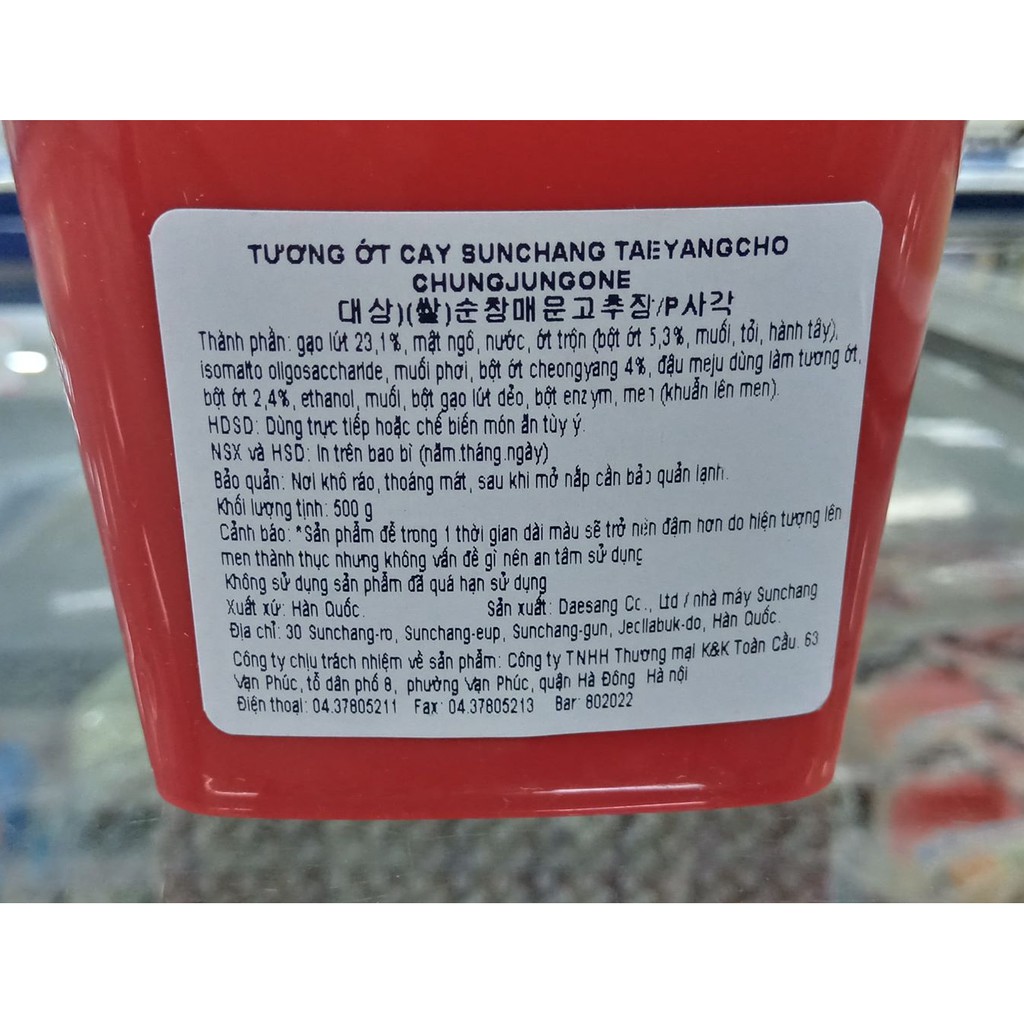 TƯƠNG ỚT CAY SUNCHANG TAEYANGCHO
CHUNGJUNGONE
대상)(쌀)순창매운고추장/P사각
Thành phần: gạo lứt 23,1%, mật ngô, nước, ớt trộn (bột ớt 5,3%, muối, tỏi, hành tây),
isomalto oligosaccharide, muối phơi, bột ớt cheongyang 4%, đậu meju dùng làm tương ớt,
bột ớt 2,4%, ethanol, muối, bột gạo lứt dẻo, bột enzym, men (khuẩn lên men).
HDSD: Dùng trực tiếp hoặc chế biến món ăn tùy ý.
NSX và HSD: In trên bao bì (năm.tháng.ngày)
Bảo quản: Nơi khô ráo, thoáng mát, sau khi mở nắp cần bảo quản lạnh.
Khối lượng tịnh: 500 g
Cảnh báo: *Sản phẩm để trong 1 thời gian dài màu sẽ trở nên đậm hơn do hiện tượng lên
men thành thục nhưng không vấn đề gì nên an tâm sử dụng
Không sử dụng sản phẩm đã quá hạn sử dụng
Xuất xứ: Hàn Quốc. Sản xuất: Daesang Co., Ltd / nhà máy Sunchang
Địa chỉ: 30 Sunchang-ro, Sunchang-eup, Sunchang-gun, Jeollabuk-do, Hàn Quốc.
Công ty chịu trách nhiệm về sản phẩm: Công ty TNHH Thương mại K&K Toàn Cầu. 63
Vạn Phúc, tổ dân phố 8, phường Vạn Phúc, quận Hà Đông Hà nội
Điện thoại: 04.37805211 Fax: 04.37805213 Bar: 802022